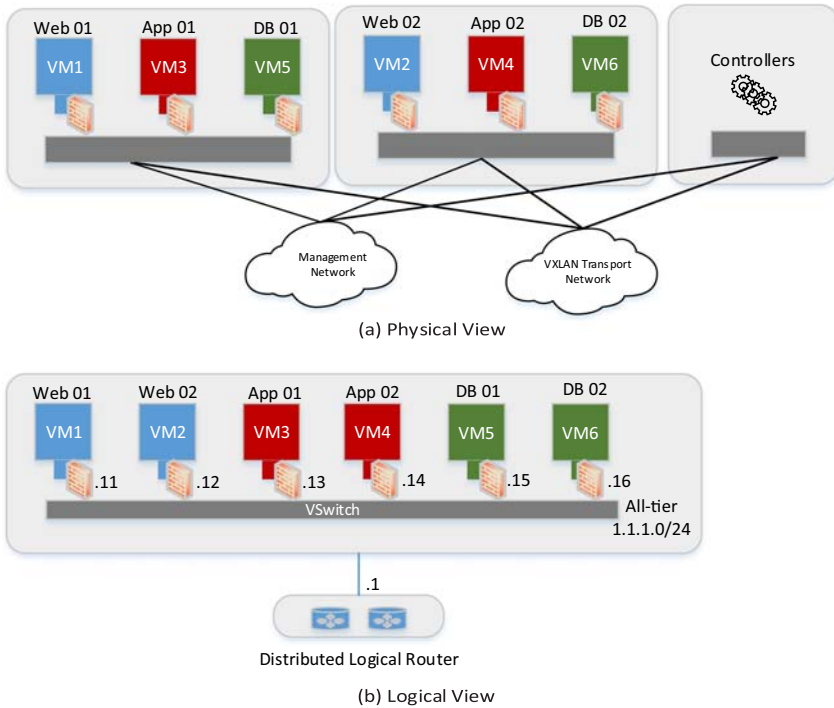 Web 01
App 01
DB 01
VM1
VM3
VM5
Web 02
App 02
DB 02
VM2
VM4
VM6
Controllers
Management
Network
VXLAN Transport
Network
(a) Physical View
Web 01
Web 02
App 01
App 02
DB 01
DB 02
VM1
VM2
VM3
VM4
VM5
VM6
.11
.12
.13
.14
.15
.16
VSwitch
All-tier
1.1.1.0/24
.1
Distributed Logical Router
(b) Logical View